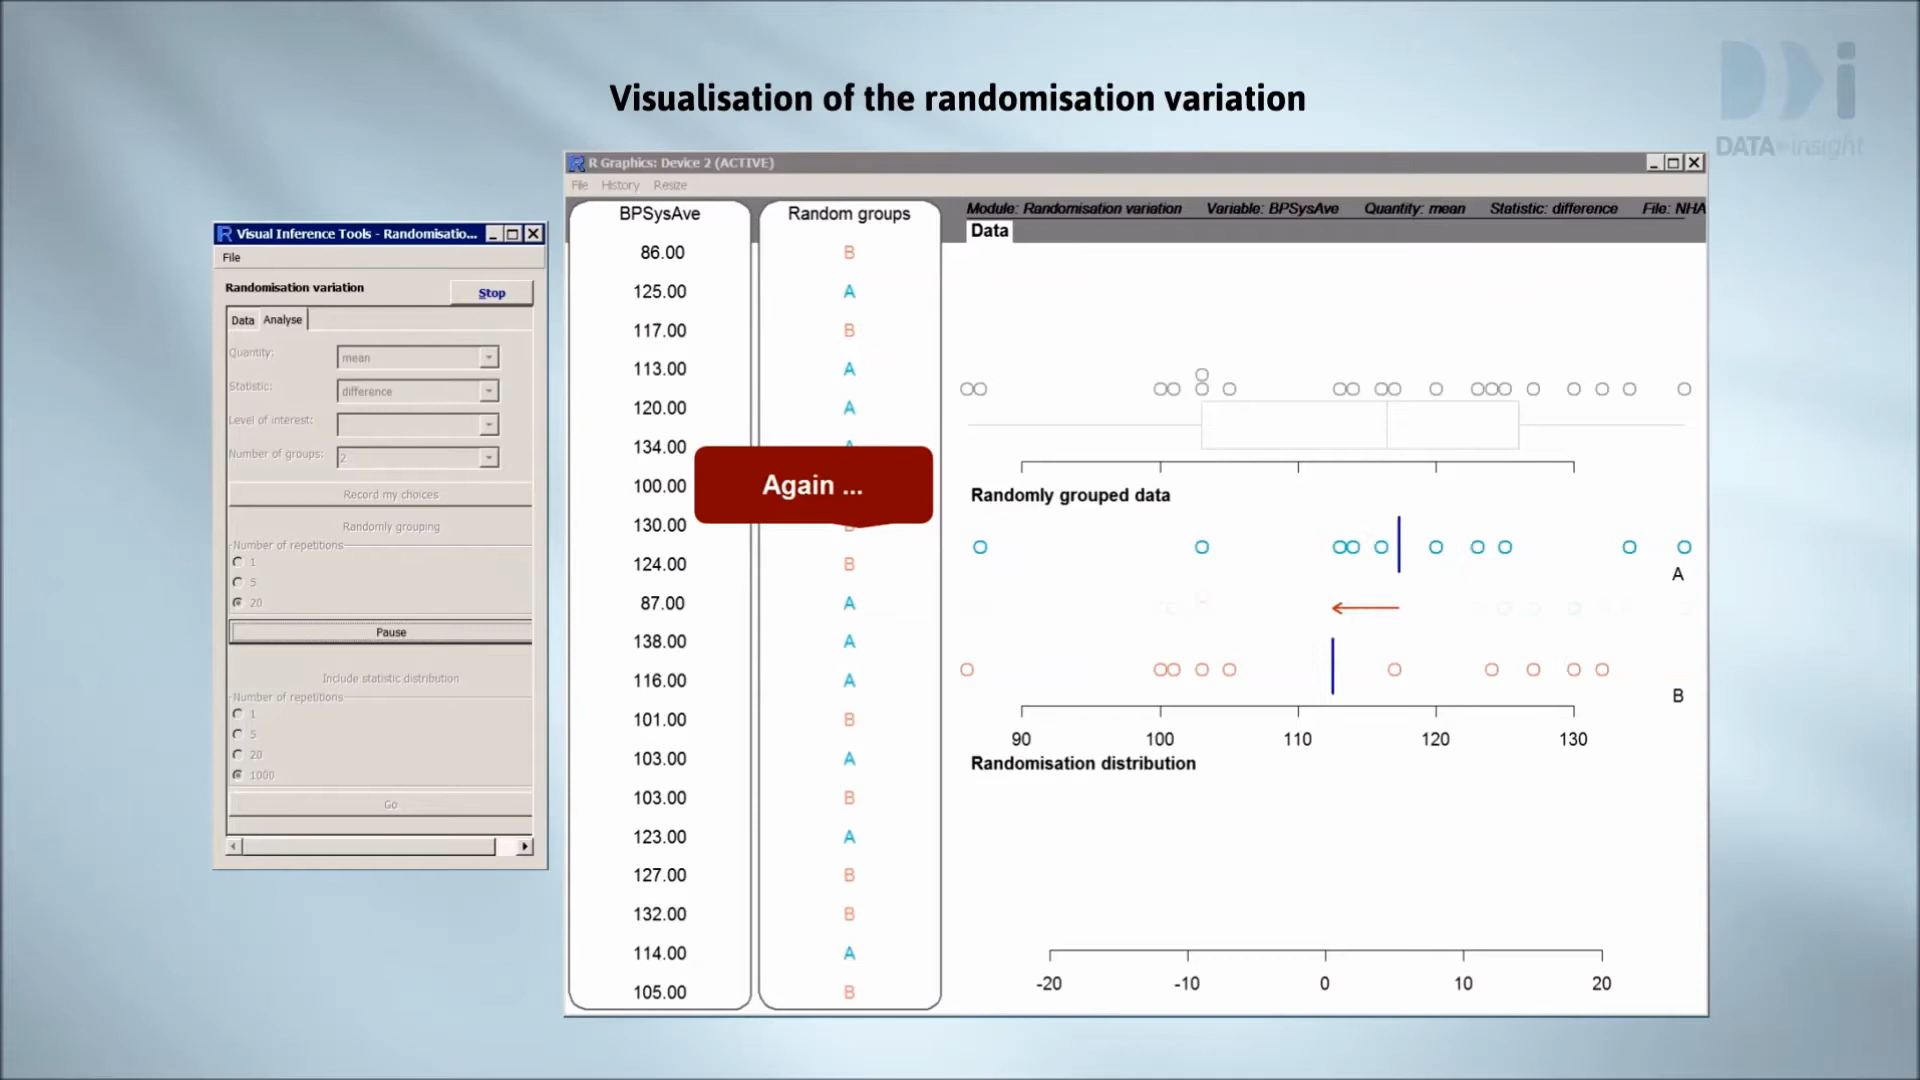 Visualisation of the randomisation variation
DATA to insight
R Graphics: Device 2 (ACTIVE)
File History Resize
Visual Inference Tools - Randomisatio...
File
Randomisation variation
Stop
Data Analyse
Quantity: mean
Statistic: difference
Level of interest:
Number of groups: 2
Record my choices
Randomly grouping
Number of repetitions
1
5
20
Pause
Include statistic distribution
Number of repetitions
1
5
20
1000
Go
BPSysAve Random groups
86.00 B
125.00 A
117.00 B
113.00 A
120.00 A
134.00
100.00
130.00
124.00 B
87.00 A
138.00 A
116.00 A
101.00 B
103.00 A
103.00 B
123.00 A
127.00 B
132.00 B
114.00 A
105.00 B
Again ...
Module: Randomisation variation Variable: BPSysAve Quantity: mean Statistic: difference File: NHA
Data
Randomly grouped data
A
B
90 100 110 120 130
Randomisation distribution
-20 -10 0 10 20